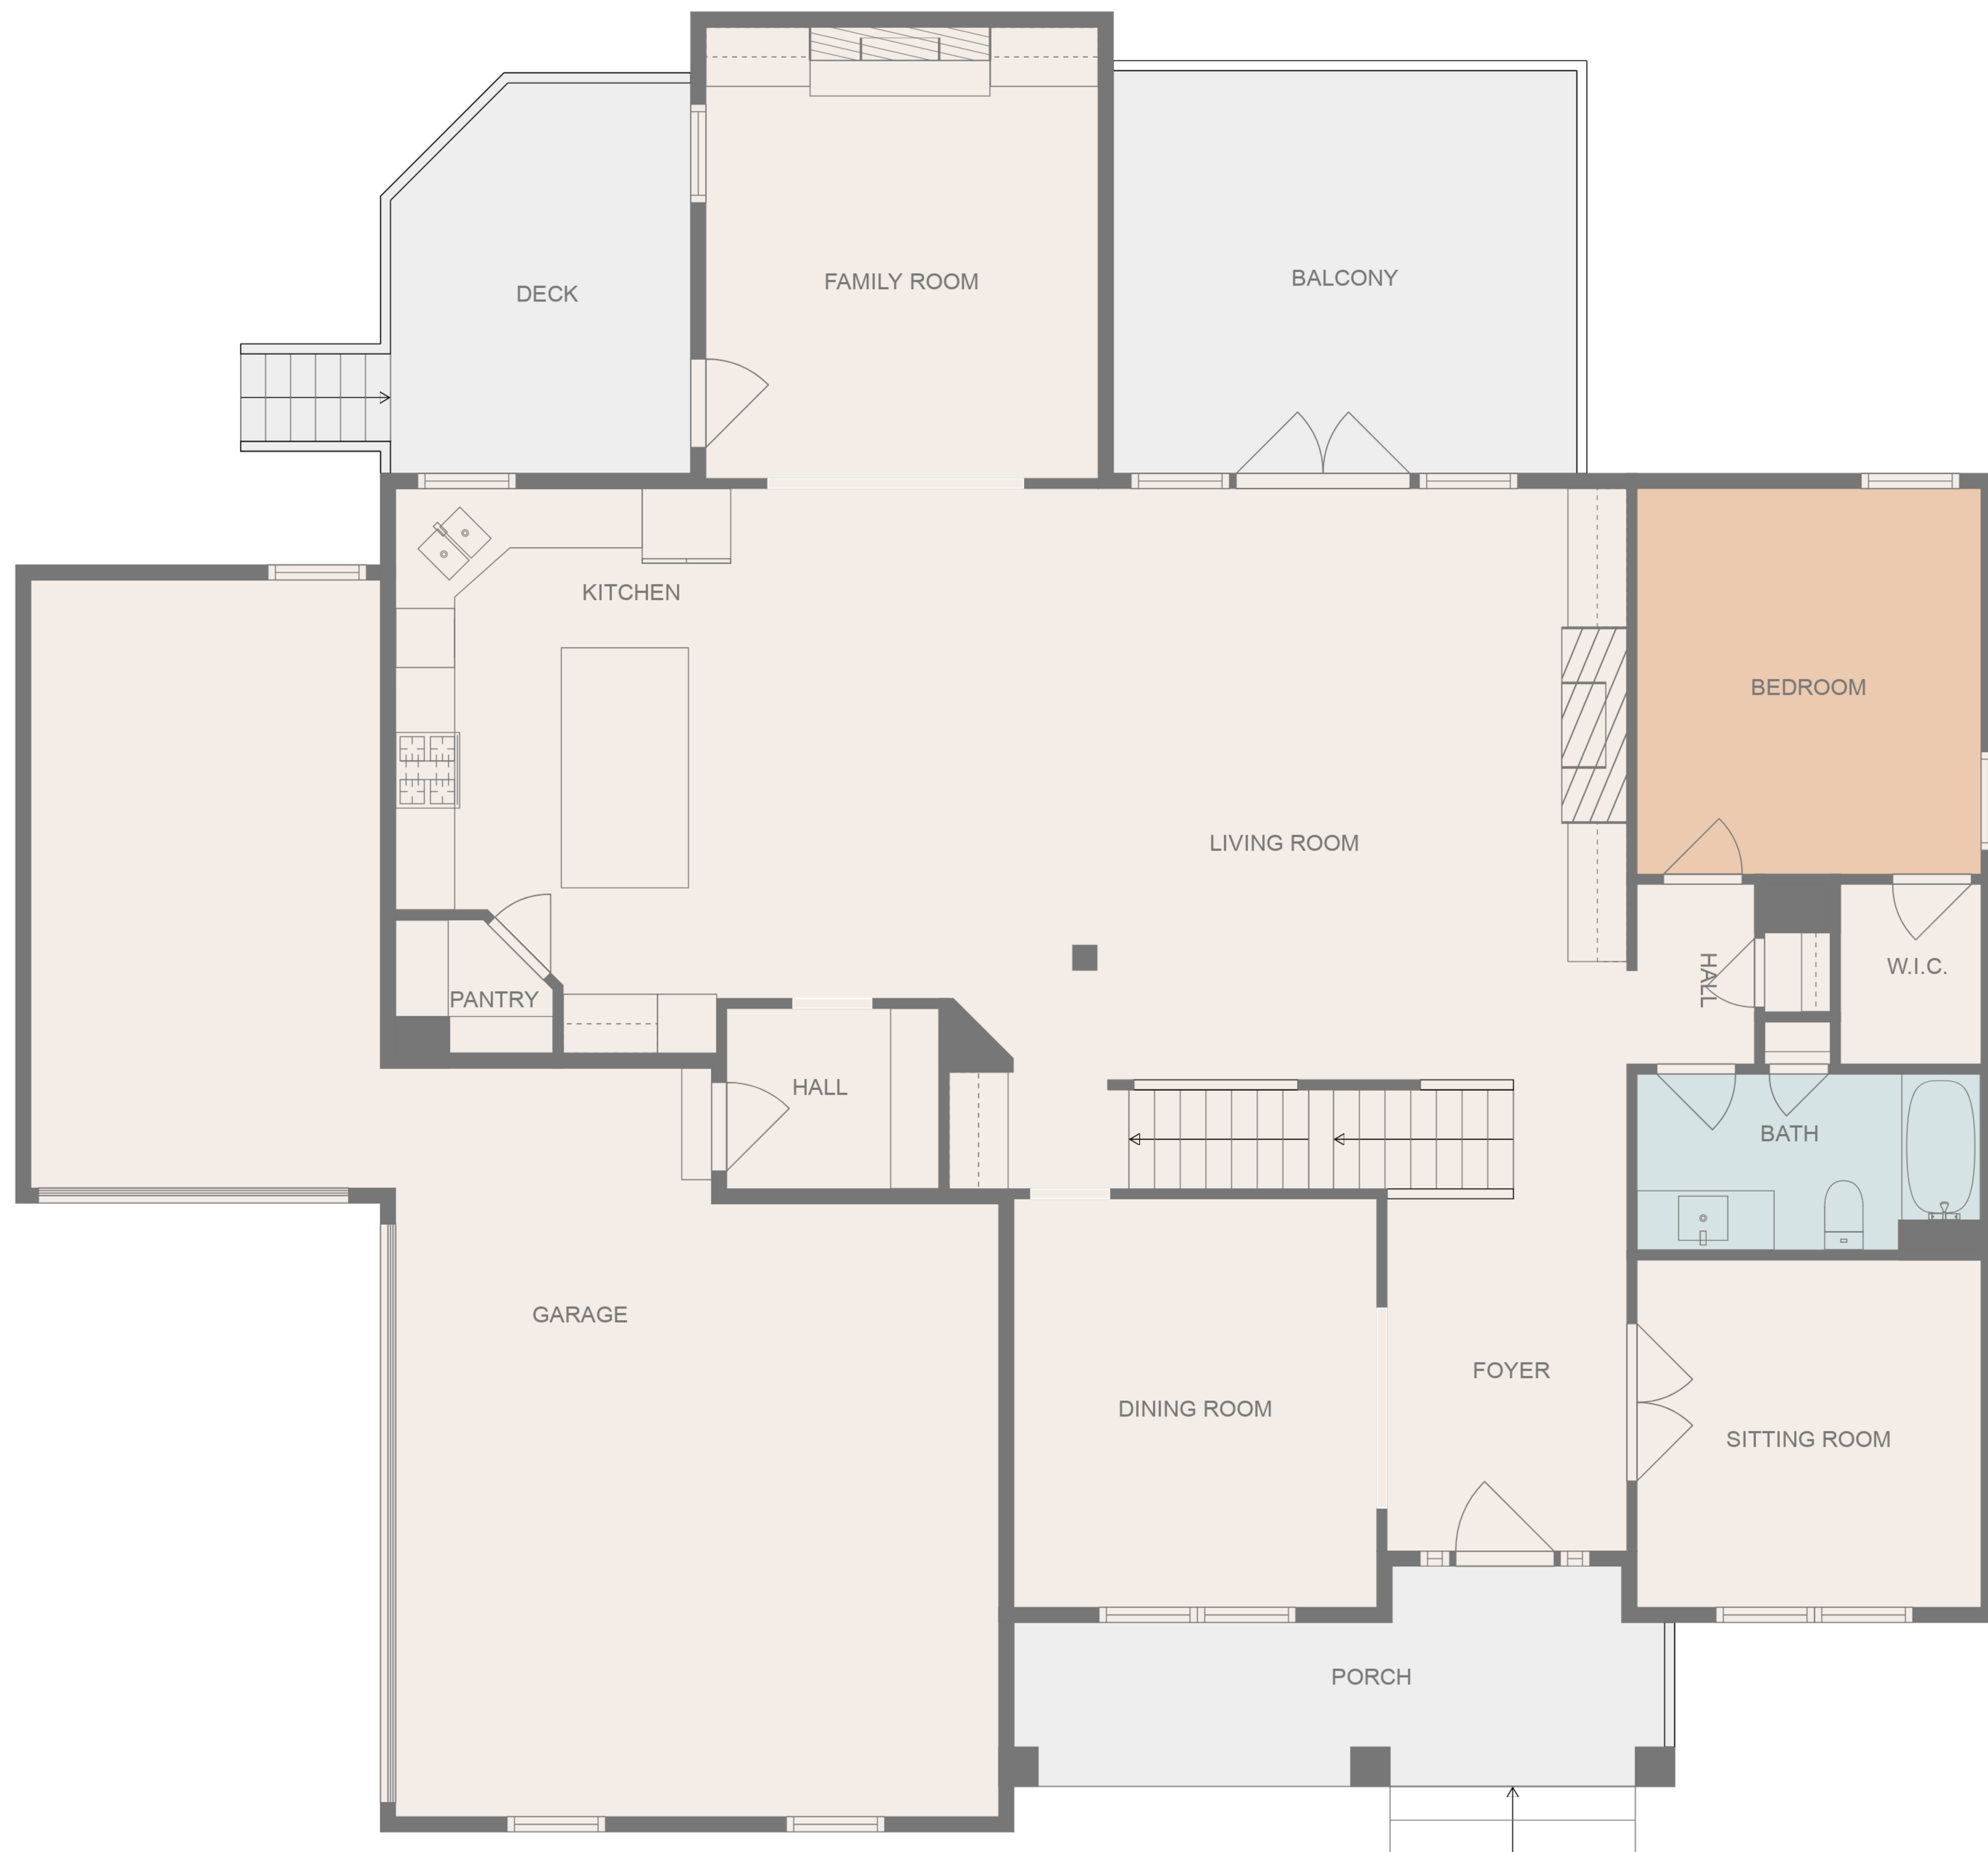 DECK
FAMILY ROOM
BALCONY
KITCHEN
BEDROOM
LIVING ROOM
HALL
W.I.C.
PANTRY
HALL
BATH
GARAGE
FOYER
DINING ROOM
SITTING ROOM
PORCH